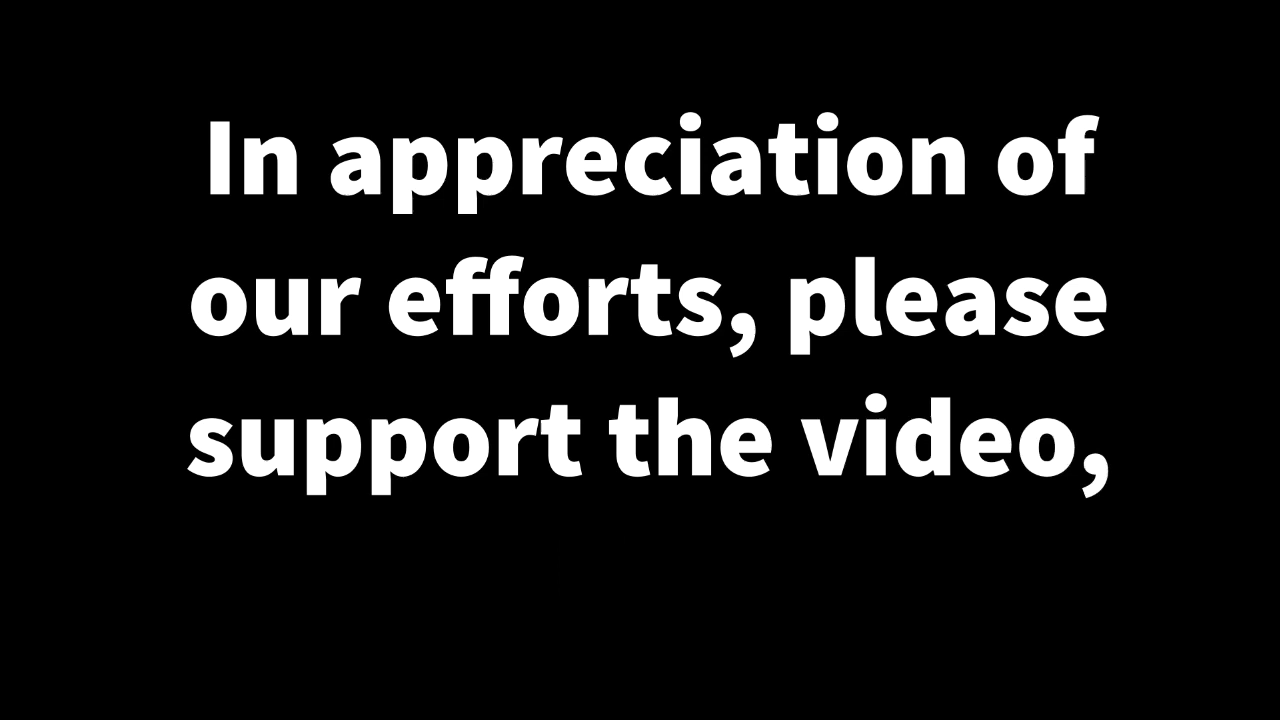 In appreciation of
our efforts, please
support the video,